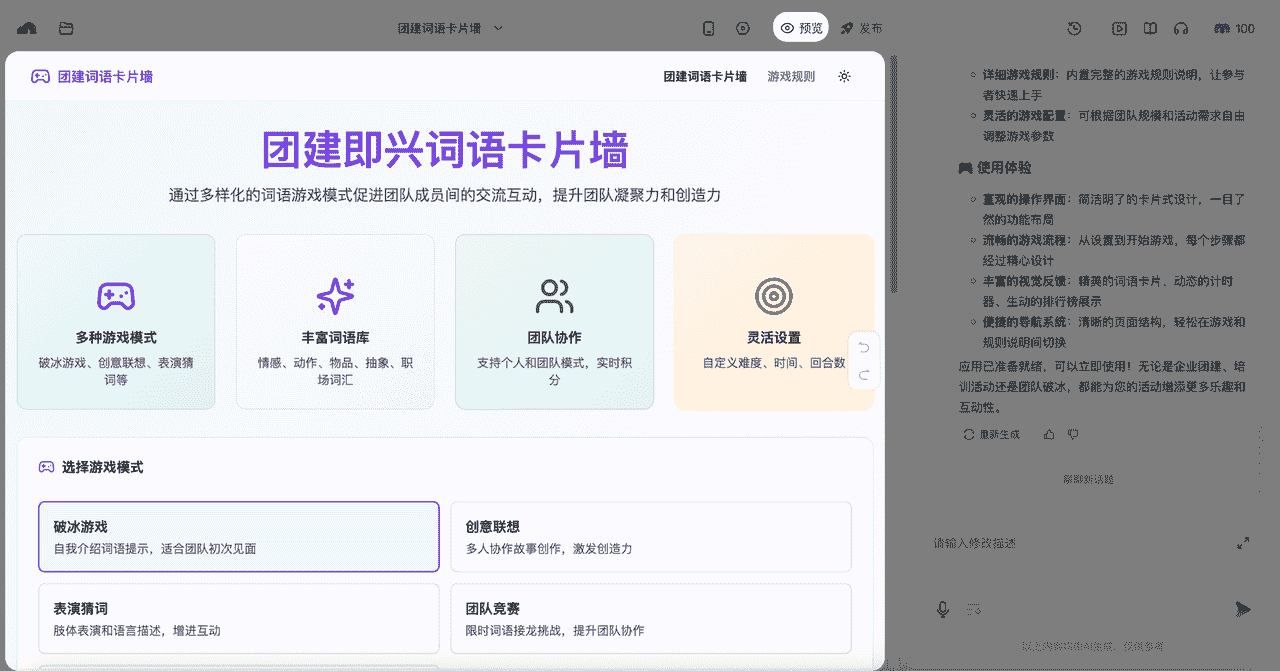 团建词语卡片墙
预览
发布
100
团建词语卡片墙
团建词语卡片墙
游戏规则
团建即兴词语卡片墙
通过多样化的词语游戏模式促进团队成员间的交流互动，提升团队凝聚力和创造力
多种游戏模式
破冰游戏、创意联想、表演猜
词等
丰富词语库
情感、动作、物品、抽象、职
场词汇
团队协作
支持个人和团队模式，实时积
分
灵活设置
自定义难度、时间、回合数
选择游戏模式
破冰游戏
自我介绍词语提示，适合团队初次见面
创意联想
多人协作故事创作，激发创造力
表演猜词
肢体表演和语言描述，增进互动
团队竞赛
限时词语接龙挑战，提升团队协作
详细游戏规则：内置完整的游戏规则说明，让参与
者快速上手
灵活的游戏配置：可根据团队规模和活动需求自由
调整游戏参数
使用体验
直观的操作界面：简洁明了的卡片式设计，一目了
然的功能布局
流畅的游戏流程：从设置到开始游戏，每个步骤都
经过精心设计
丰富的视觉反馈：精美的词语卡片、动态的计时
器、生动的排行榜展示
便捷的导航系统：清晰的页面结构，轻松在游戏和
规则说明间切换
应用已准备就绪，可以立即使用！无论是企业团建、培
训活动还是团队破冰，都能为您的活动增添更多乐趣和
互动性。
重新生成
聊聊新话题
请输入修改描述
以上内容均由AI生成，仅供参考